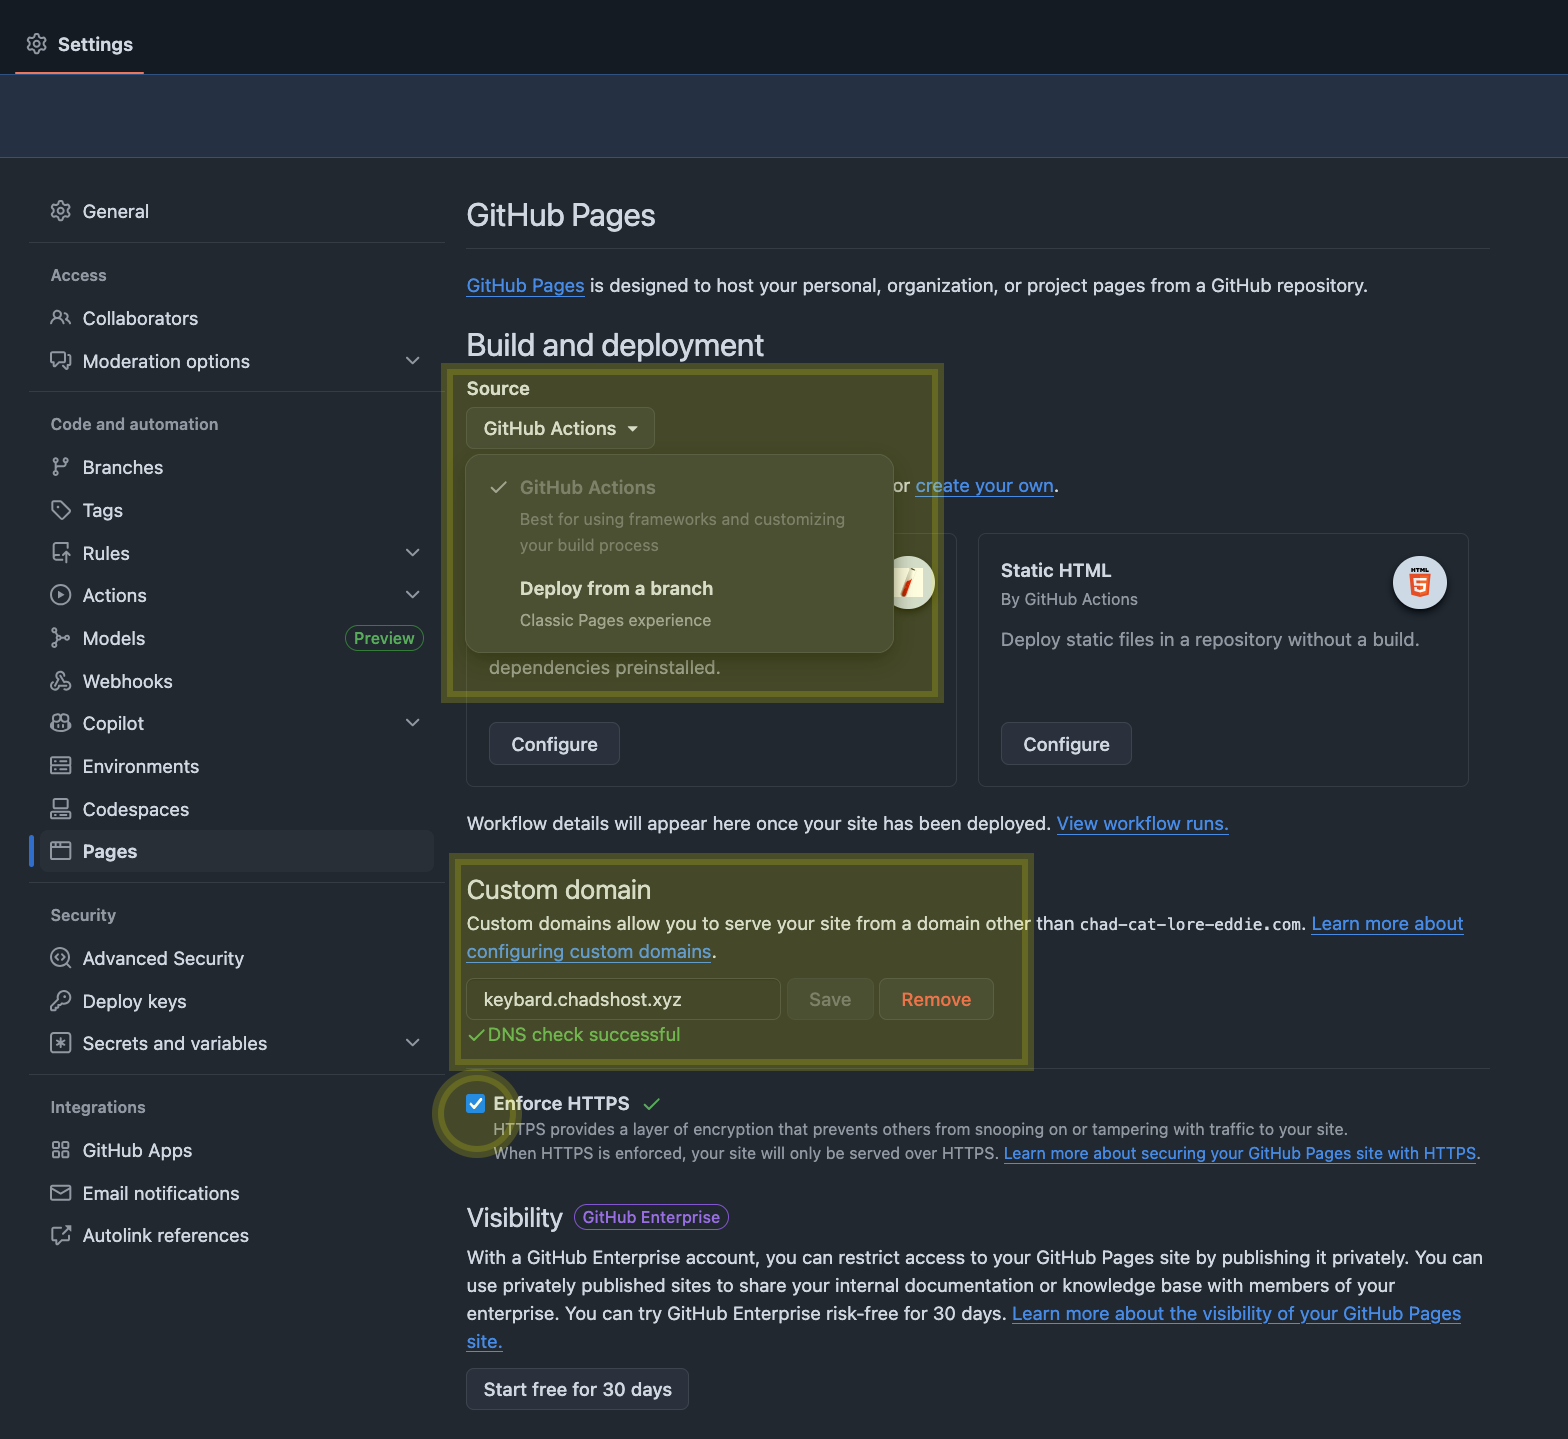 Settings
General
Access
Collaborators
Moderation options
Code and automation
Branches
Tags
Rules
Actions
Models
Preview
Webhooks
Copilot
Environments
Codespaces
Pages
Security
Advanced Security
Deploy keys
Secrets and variables
Integrations
GitHub Apps
Email notifications
Autolink references
GitHub Pages
GitHub Pages is designed to host your personal, organization, or project pages from a GitHub repository.
Build and deployment
Source
GitHub Actions
or create your own.
GitHub Actions
Best for using frameworks and customizing
your build process
Deploy from a branch
Classic Pages experience
dependencies preinstalled.
Configure
Static HTML
By GitHub Actions
HTML
5
Deploy static files in a repository without a build.
Configure
Workflow details will appear here once your site has been deployed. View workflow runs.
Custom domain
Custom domains allow you to serve your site from a domain other than chad-cat-lore-eddie.com. Learn more about
configuring custom domains.
keybard.chadshost.xyz
Save
Remove
DNS check successful
Enforce HTTPS
HTTPS provides a layer of encryption that prevents others from snooping on or tampering with traffic to your site.
When HTTPS is enforced, your site will only be served over HTTPS. Learn more about securing your GitHub Pages site with HTTPS.
Visibility
GitHub Enterprise
With a GitHub Enterprise account, you can restrict access to your GitHub Pages site by publishing it privately. You can
use privately published sites to share your internal documentation or knowledge base with members of your
enterprise. You can try GitHub Enterprise risk-free for 30 days. Learn more about the visibility of your GitHub Pages
site.
Start free for 30 days